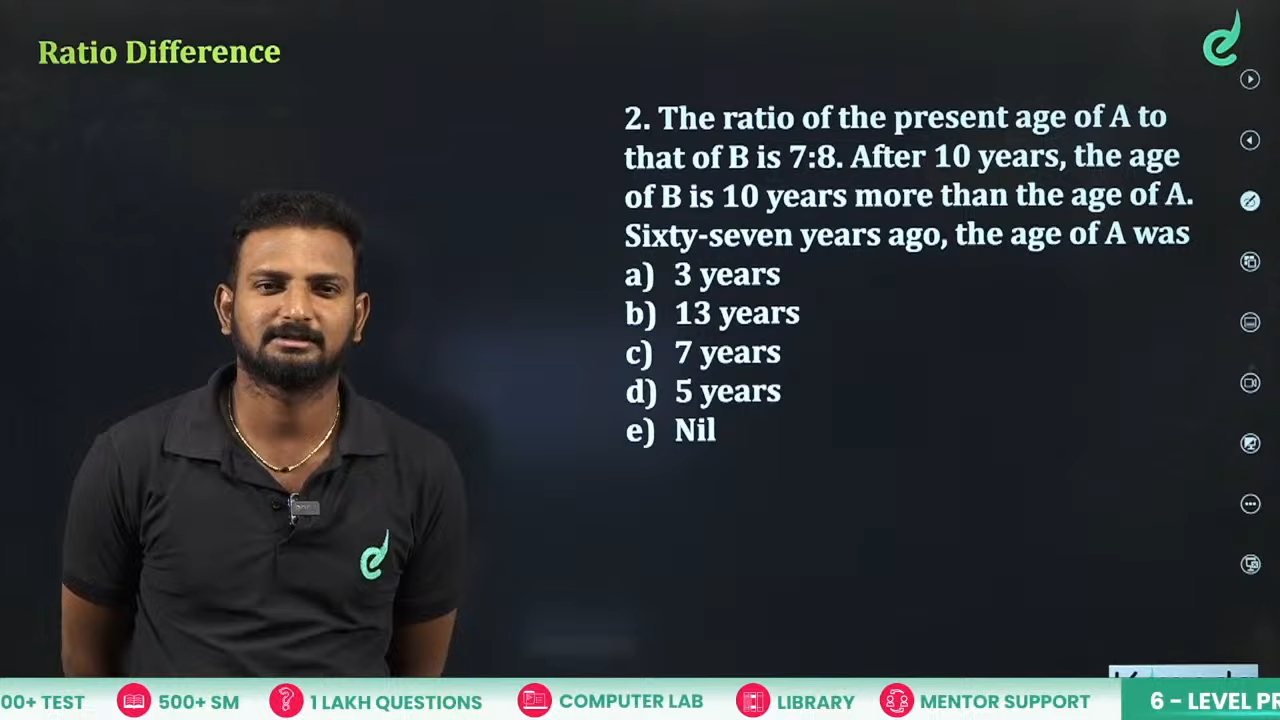 Ratio Difference
2. The ratio of the present age of A to
that of B is 7:8. After 10 years, the age
of B is 10 years more than the age of A.
Sixty-seven years ago, the age of A was
a) 3 years
b) 13 years
c) 7 years
d) 5 years
e) Nil
00+ TEST 500+ SM 1 LAKH QUESTIONS COMPUTER LAB LIBRARY MENTOR SUPPORT 6 - LEVEL PR